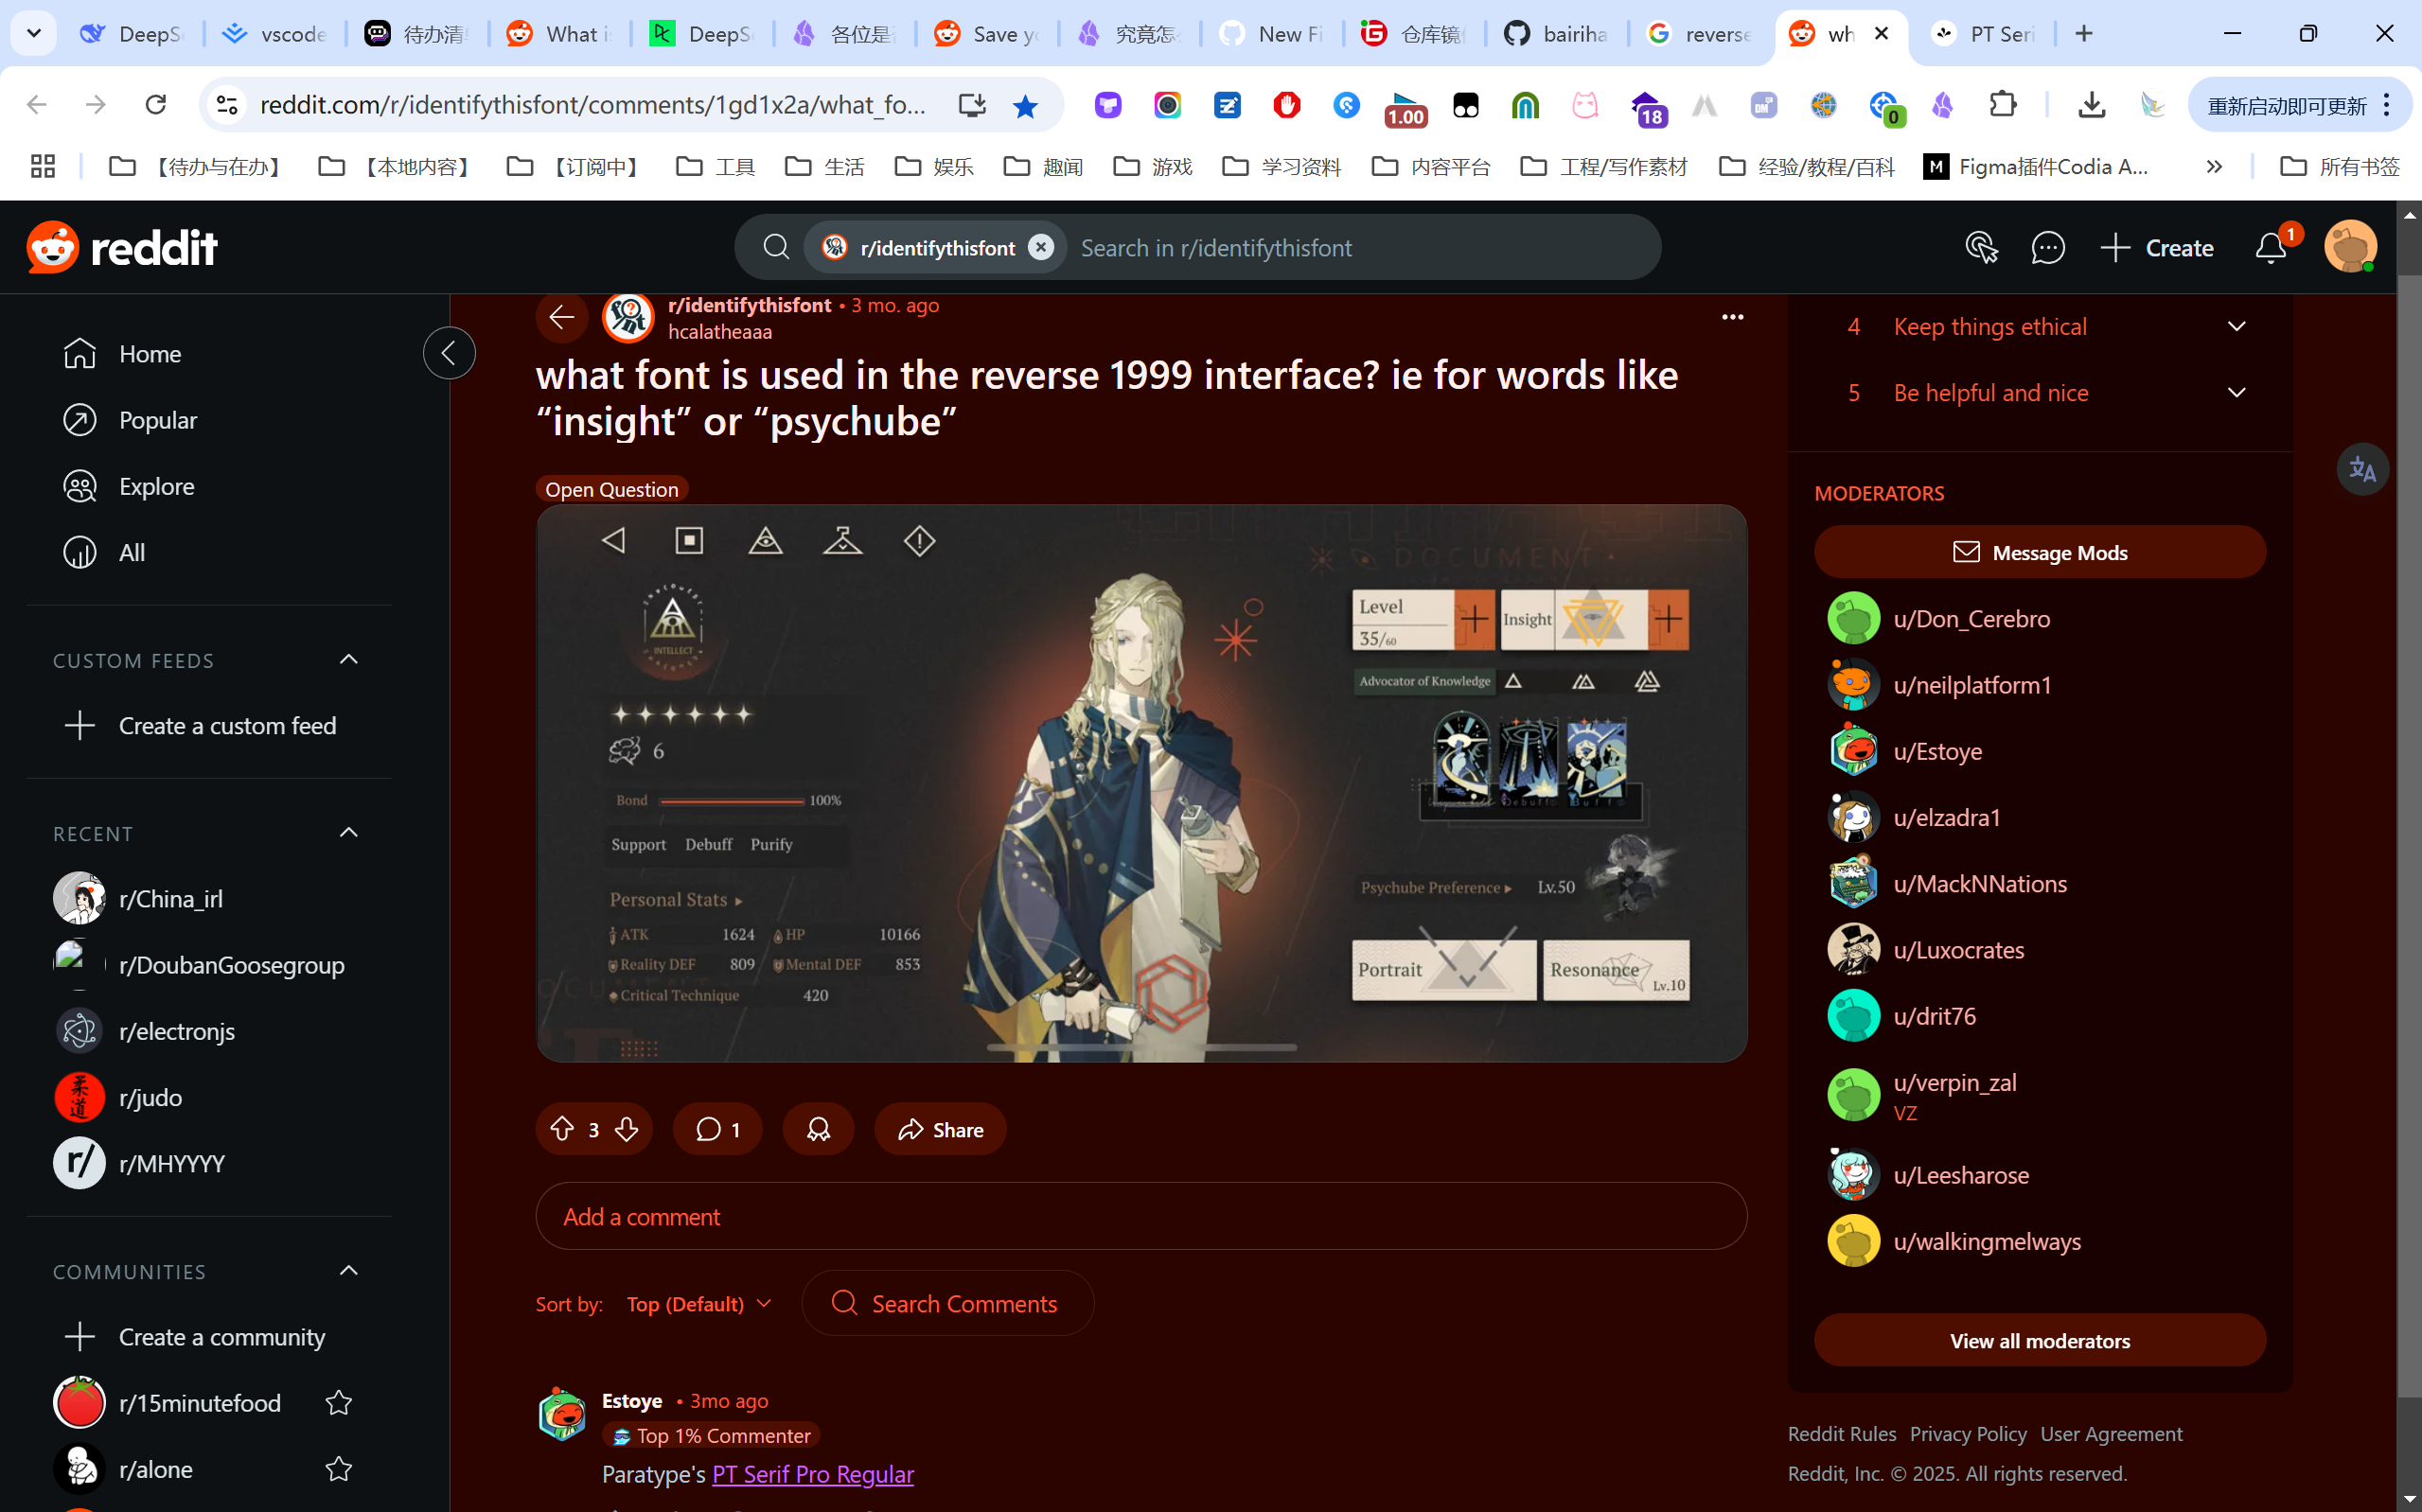 DeepS
vscode
待办清
What i
DeepS
各位是
Save y
究竟怎
New Fi
仓库镜
bairiha
reverse
wh
PT Seri
reddit.com/r/identifythisfont/comments/1gd1x2a/what_fo...
1.00
18
0
重新启动即可更新
【待办与在办】
【本地内容】
【订阅中】
工具
生活
娱乐
趣闻
游戏
学习资料
内容平台
工程/写作素材
经验/教程/百科
Figma插件Codia A...
所有书签
reddit
r/identifythisfont
Search in r/identifythisfont
Create
1
Home
Popular
Explore
All
CUSTOM FEEDS
Create a custom feed
RECENT
r/China_irl
r/DoubanGoosegroup
r/electronjs
r/judo
r/MHYYYY
COMMUNITIES
Create a community
r/15minutefood
r/alone
r/identifythisfont • 3 mo. ago
hcalatheaaa
what font is used in the reverse 1999 interface? ie for words like
“insight” or “psychube”
Open Question
DOCUMENT
INTELLECT
6
Bond 100%
Support Debuff Purify
Personal Stats
ATK 1624 HP 10166
Reality DEF 809 Mental DEF 853
Critical Technique 420
Level
35/60
Insight
Advocator of Knowledge
Debuff
Buff
Psychube Preference Lv.50
Portrait
Resonance
Lv.10
3
1
Share
Add a comment
Sort by: Top (Default)
Search Comments
Estoye • 3mo ago
Top 1% Commenter
Paratype's PT Serif Pro Regular
4 Keep things ethical
5 Be helpful and nice
MODERATORS
Message Mods
u/Don_Cerebro
u/neilplatform1
u/Estoye
u/elzadra1
u/MackNNations
u/Luxocrates
u/drit76
u/verpin_zal
VZ
u/Leesharose
u/walkingmelways
View all moderators
Reddit Rules Privacy Policy User Agreement
Reddit, Inc. © 2025. All rights reserved.